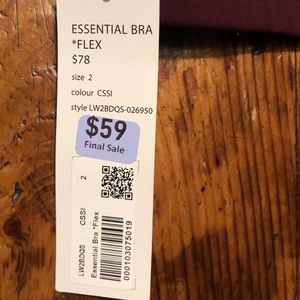 ESSENTIAL BRA
*FLEX
$78
size 2
colour CSSI
style LW2BDQS-026950
$59
Final Sale
LW2BDQS CSSI 2
Essential Bra *Flex
000103075019